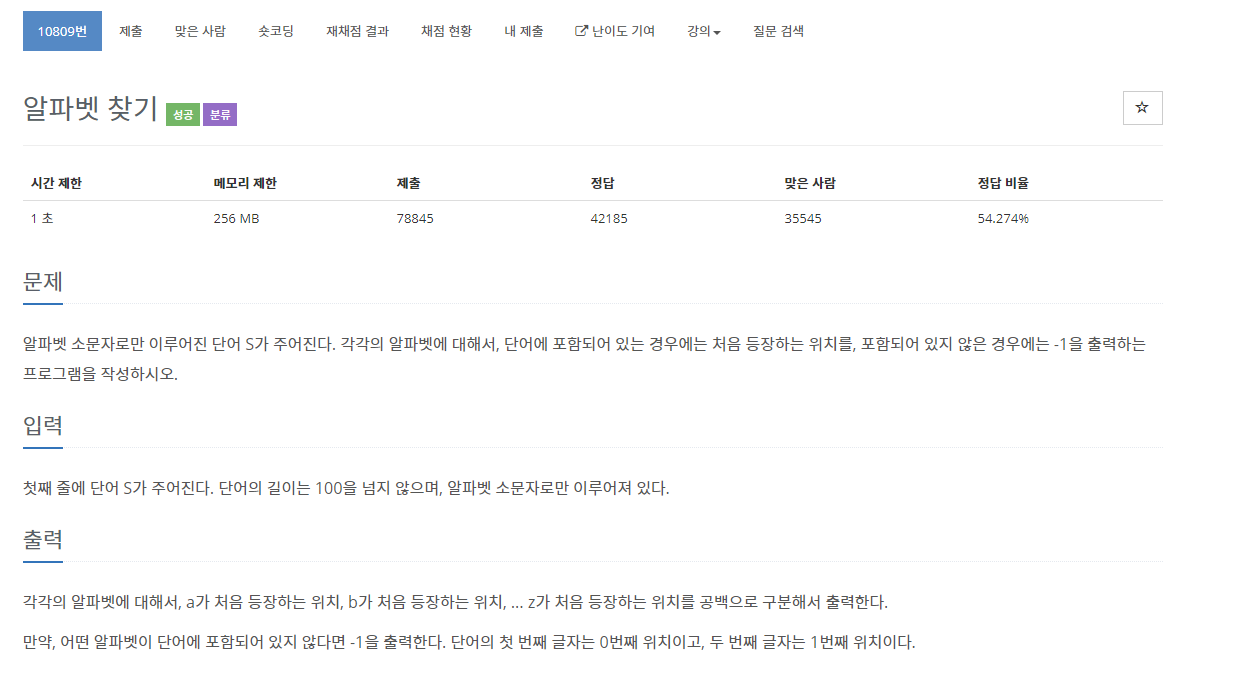 10809번 제출 맞은 사람 숏코딩 재채점 결과 채점 현황 내 제출 난이도 기여 강의 질문 검색
알파벳 찾기 성공 분류
시간 제한 메모리 제한 제출 정답 맞은 사람 정답 비율
1 초 256 MB 78845 42185 35545 54.274%
문제
알파벳 소문자로만 이루어진 단어 S가 주어진다. 각각의 알파벳에 대해서, 단어에 포함되어 있는 경우에는 처음 등장하는 위치를, 포함되어 있지 않은 경우에는 -1을 출력하는
프로그램을 작성하시오.
입력
첫째 줄에 단어 S가 주어진다. 단어의 길이는 100을 넘지 않으며, 알파벳 소문자로만 이루어져 있다.
출력
각각의 알파벳에 대해서, a가 처음 등장하는 위치, b가 처음 등장하는 위치, ... z가 처음 등장하는 위치를 공백으로 구분해서 출력한다.
만약, 어떤 알파벳이 단어에 포함되어 있지 않다면 -1을 출력한다. 단어의 첫 번째 글자는 0번째 위치이고, 두 번째 글자는 1번째 위치이다.